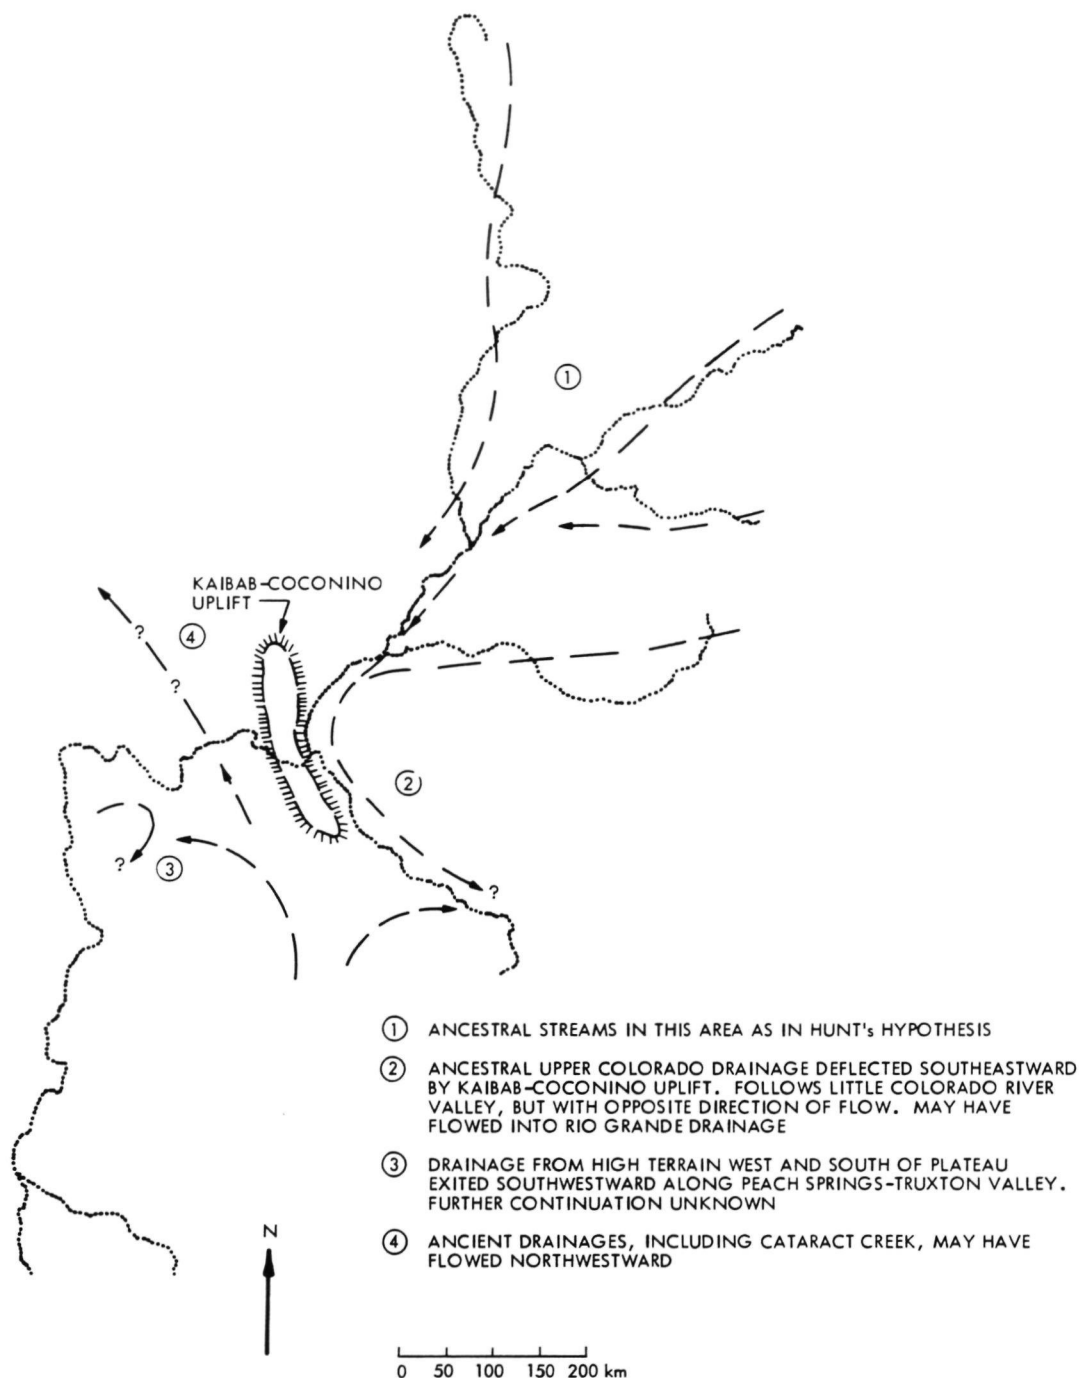 ①
KAIBAB-COCONINO
UPLIFT
④
?
?
②
?
③
?
① ANCESTRAL STREAMS IN THIS AREA AS IN HUNT's HYPOTHESIS
② ANCESTRAL UPPER COLORADO DRAINAGE DEFLECTED SOUTHEASTWARD
BY KAIBAB-COCONINO UPLIFT. FOLLOWS LITTLE COLORADO RIVER
VALLEY, BUT WITH OPPOSITE DIRECTION OF FLOW. MAY HAVE
FLOWED INTO RIO GRANDE DRAINAGE
③ DRAINAGE FROM HIGH TERRAIN WEST AND SOUTH OF PLATEAU
EXITED SOUTHWESTWARD ALONG PEACH SPRINGS-TRUXTON VALLEY.
FURTHER CONTINUATION UNKNOWN
④ ANCIENT DRAINAGES, INCLUDING CATARACT CREEK, MAY HAVE
FLOWED NORTHWESTWARD
N
0 50 100 150 200 km